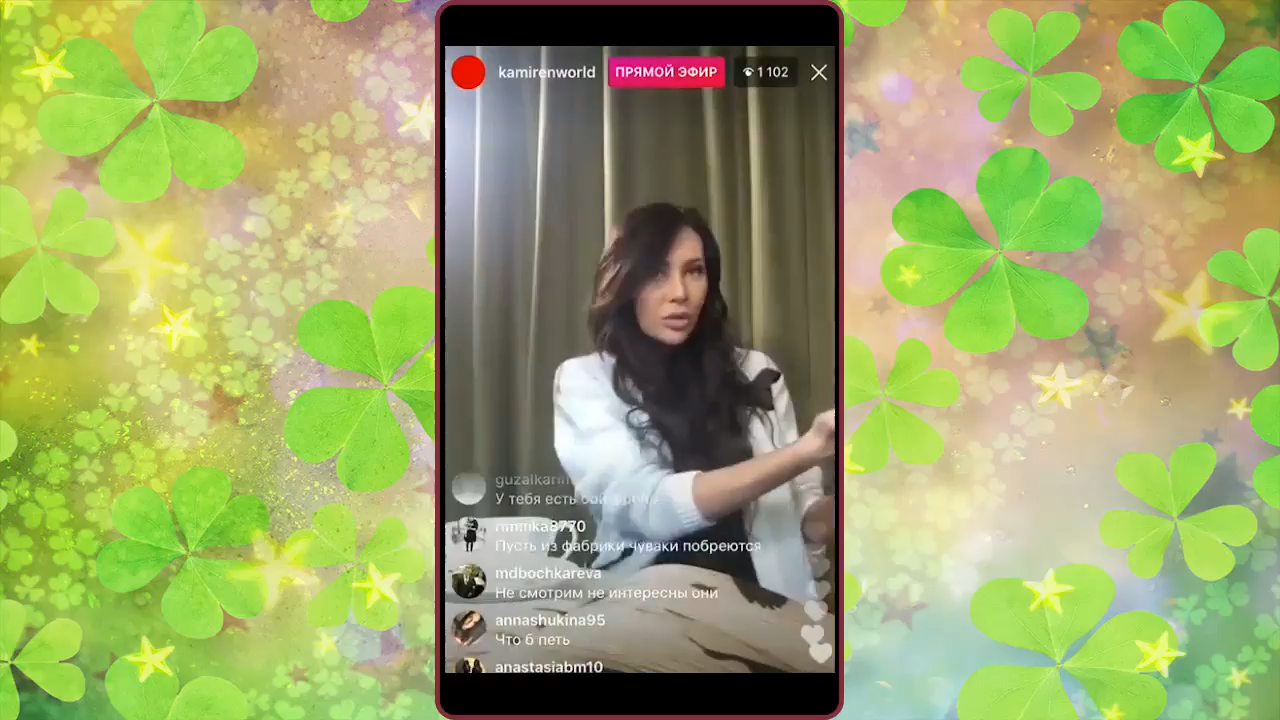 kamirenworld ПРЯМОЙ ЭФИР 1 102
У тебя есть
rimmka8770
Пусть из фабрики чуваки побреются
mdbochkareva
Не смотрим не интересны они
annashukina95
Что б петь
anastasiabm10